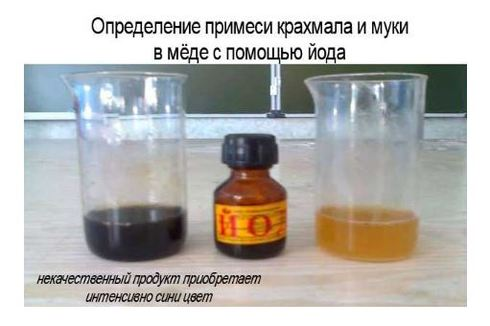 Определение примеси крахмала и муки
в мёде с помощью йода
ЙОД
некачественный продукт приобретает
интенсивно сини цвет